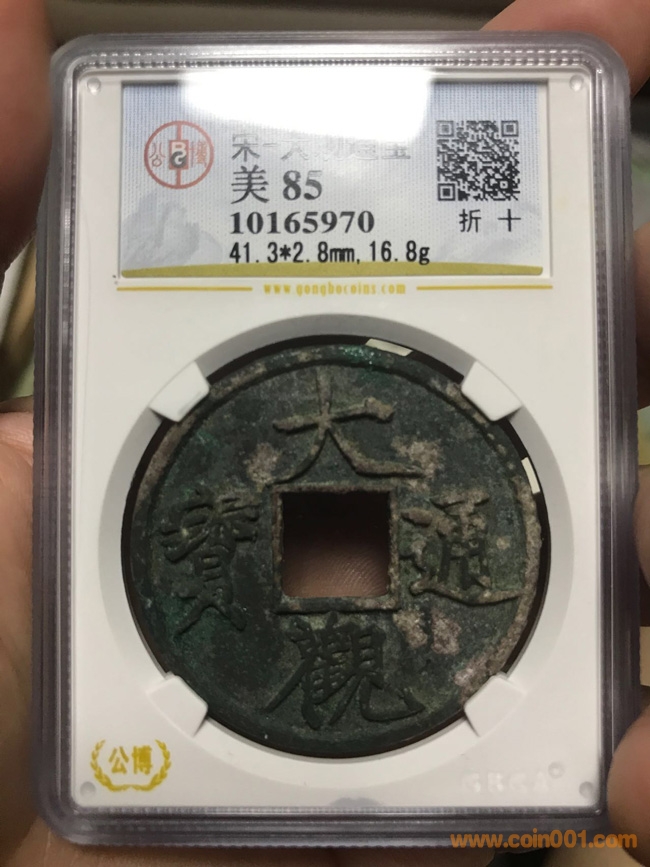 美 85
10165970
41.3*2.8mm,16.8g
折 十
www.gongbocoins.com
大
觀
通
寶
公博
www.coin001.com